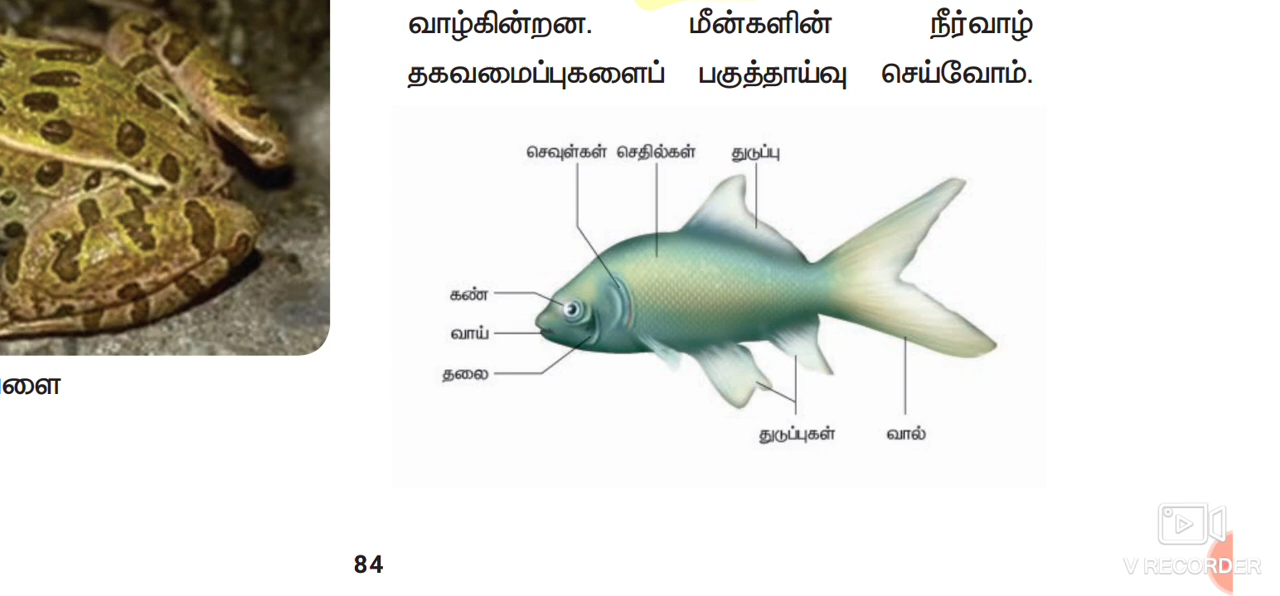 வாழ்கின்றன. மீன்களின் நீர்வாழ்
தகவமைப்புகளைப் பகுத்தாய்வு செய்வோம்.
செவுள்கள் செதில்கள் துடுப்பு
கண்
வாய்
தலை
துடுப்புகள் வால்
84
V RECORDER